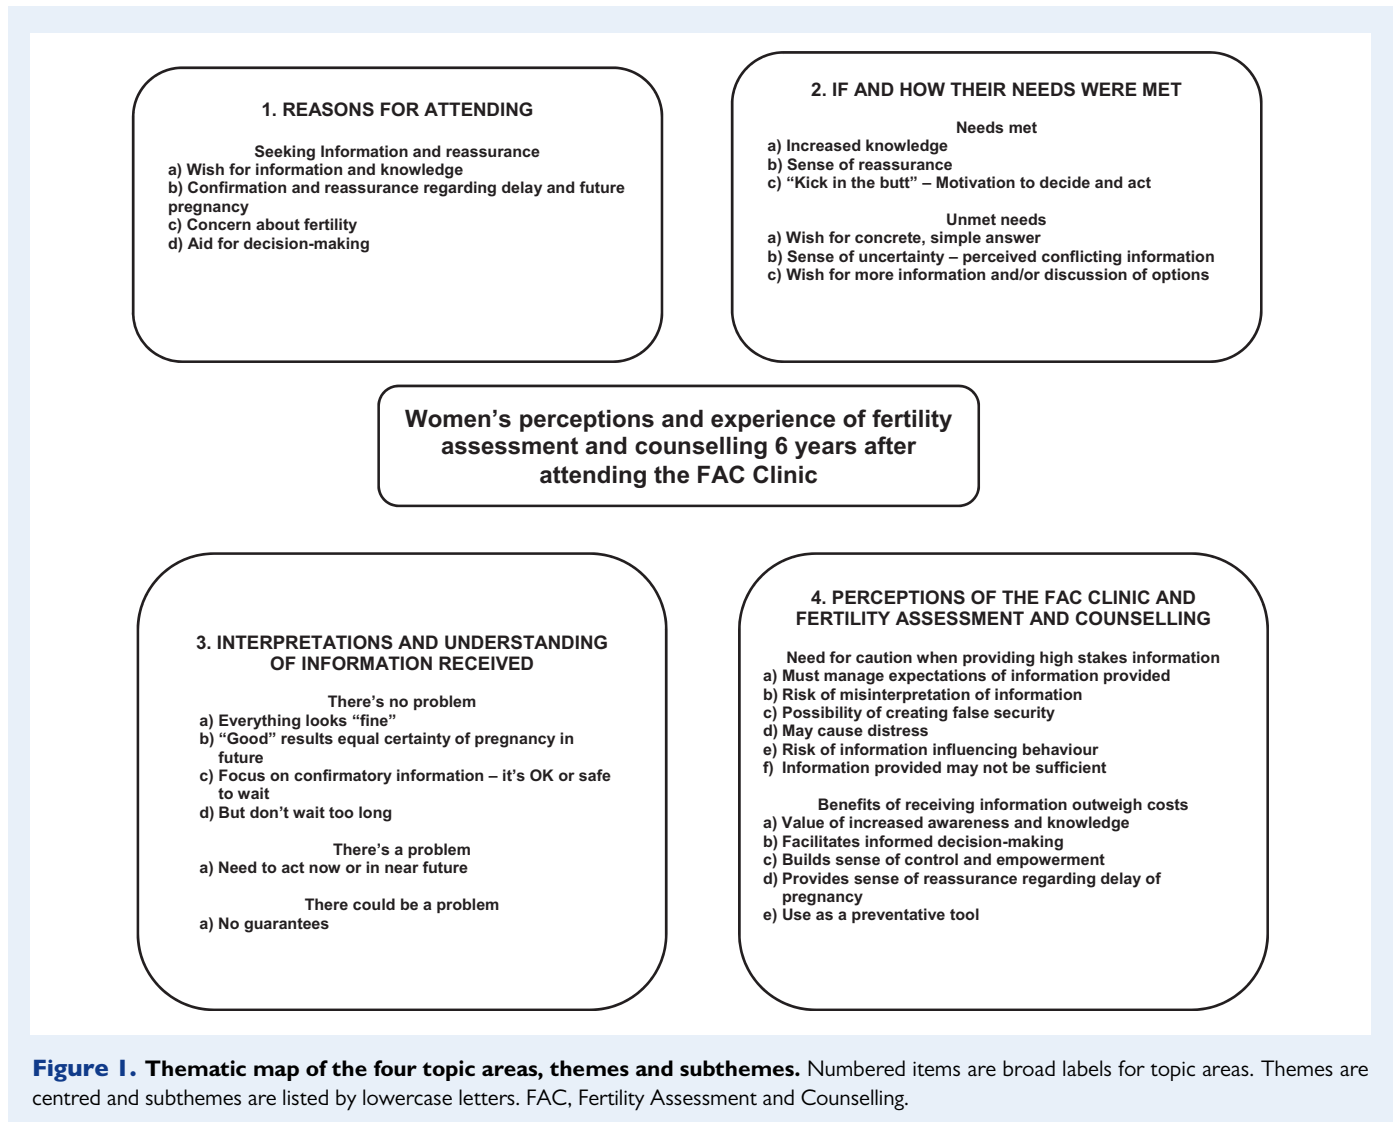 1. REASONS FOR ATTENDING
Seeking Information and reassurance
a) Wish for information and knowledge
b) Confirmation and reassurance regarding delay and future
pregnancy
c) Concern about fertility
d) Aid for decision-making
2. IF AND HOW THEIR NEEDS WERE MET
Needs met
a) Increased knowledge
b) Sense of reassurance
c) “Kick in the butt” – Motivation to decide and act
Unmet needs
a) Wish for concrete, simple answer
b) Sense of uncertainty – perceived conflicting information
c) Wish for more information and/or discussion of options
Women’s perceptions and experience of fertility
assessment and counselling 6 years after
attending the FAC Clinic
3. INTERPRETATIONS AND UNDERSTANDING
OF INFORMATION RECEIVED
There’s no problem
a) Everything looks “fine”
b) “Good” results equal certainty of pregnancy in
future
c) Focus on confirmatory information – it’s OK or safe
to wait
d) But don’t wait too long
There’s a problem
a) Need to act now or in near future
There could be a problem
a) No guarantees
4. PERCEPTIONS OF THE FAC CLINIC AND
FERTILITY ASSESSMENT AND COUNSELLING
Need for caution when providing high stakes information
a) Must manage expectations of information provided
b) Risk of misinterpretation of information
c) Possibility of creating false security
d) May cause distress
e) Risk of information influencing behaviour
f) Information provided may not be sufficient
Benefits of receiving information outweigh costs
a) Value of increased awareness and knowledge
b) Facilitates informed decision-making
c) Builds sense of control and empowerment
d) Provides sense of reassurance regarding delay of
pregnancy
e) Use as a preventative tool
Figure 1. Thematic map of the four topic areas, themes and subthemes. Numbered items are broad labels for topic areas. Themes are
centred and subthemes are listed by lowercase letters. FAC, Fertility Assessment and Counselling.